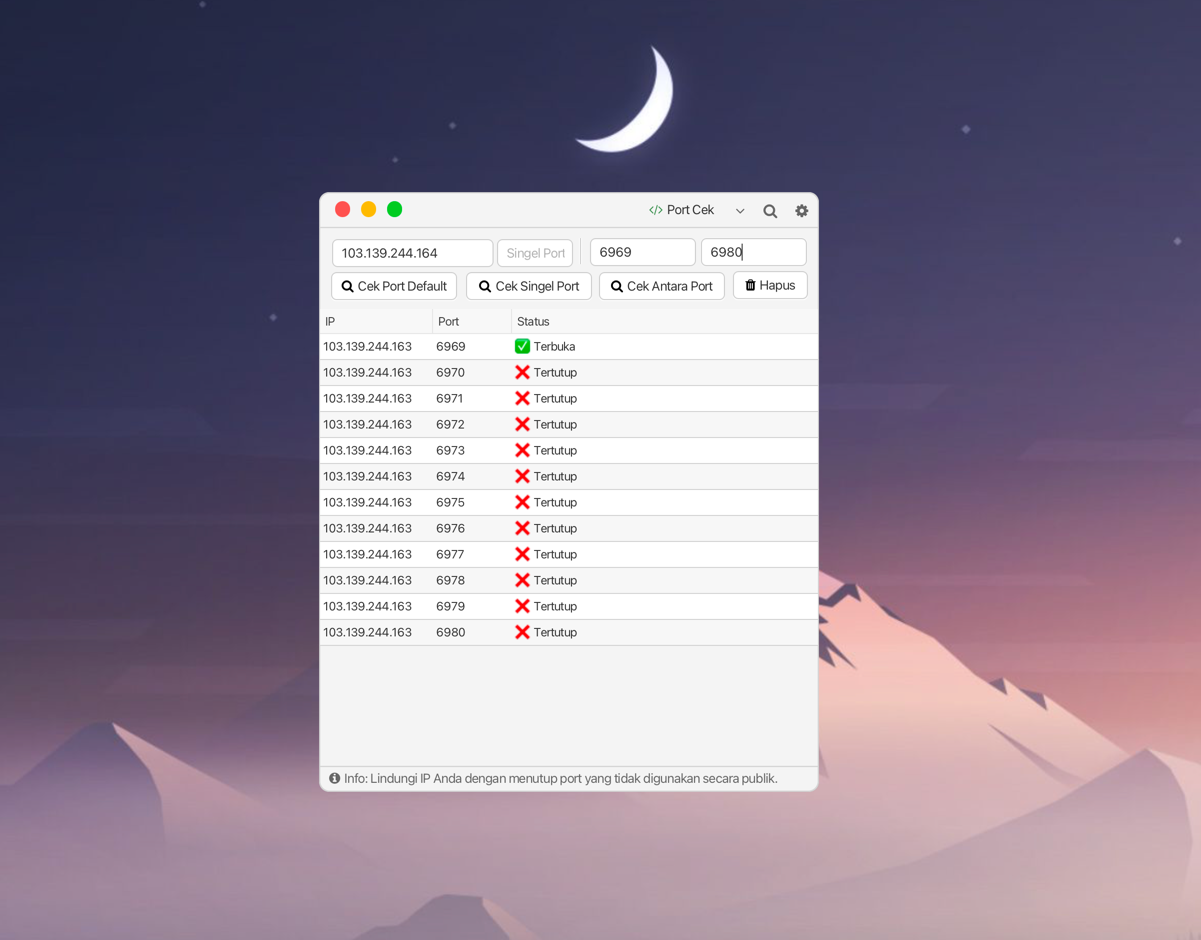 </> Port Cek
103.139.244.164 Singel Port 6969 6980
Cek Port Default Cek Singel Port Cek Antara Port Hapus
IP Port Status
103.139.244.163 6969 ✅ Terbuka
103.139.244.163 6970 ❌ Tertutup
103.139.244.163 6971 ❌ Tertutup
103.139.244.163 6972 ❌ Tertutup
103.139.244.163 6973 ❌ Tertutup
103.139.244.163 6974 ❌ Tertutup
103.139.244.163 6975 ❌ Tertutup
103.139.244.163 6976 ❌ Tertutup
103.139.244.163 6977 ❌ Tertutup
103.139.244.163 6978 ❌ Tertutup
103.139.244.163 6979 ❌ Tertutup
103.139.244.163 6980 ❌ Tertutup
Info: Lindungi IP Anda dengan menutup port yang tidak digunakan secara publik.